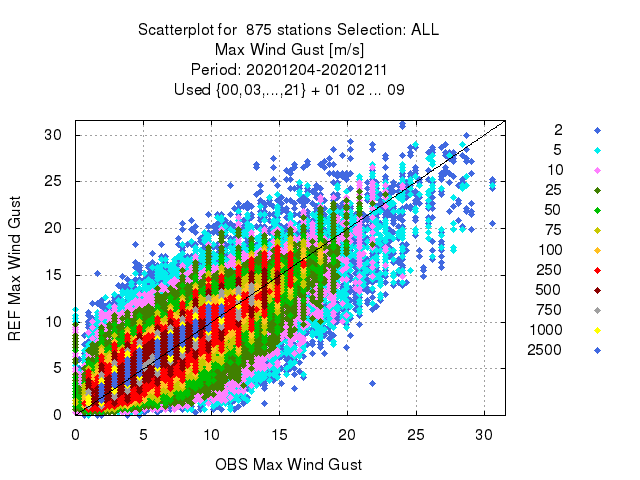 Scatterplot for 875 stations Selection: ALL
Max Wind Gust [m/s]
Period: 20201204-20201211
Used {00,03,...,21} + 01 02 ... 09
REF Max Wind Gust
30
25
20
15
10
5
0
0 5 10 15 20 25 30
OBS Max Wind Gust
2
5
10
25
50
75
100
250
500
750
1000
2500